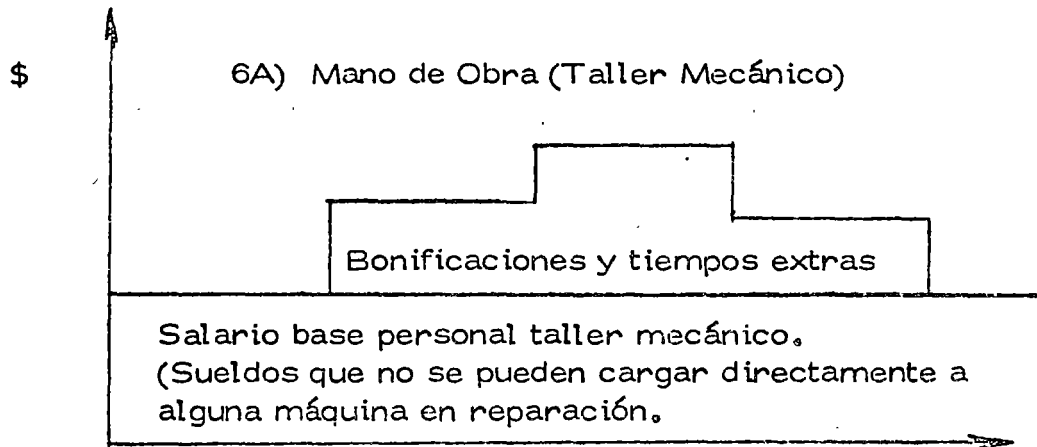 $
6A) Mano de Obra (Taller Mecánico)
Bonificaciones y tiempos extras
Salario base personal taller mecánico.
(Sueldos que no se pueden cargar directamente a
alguna máquina en reparación.